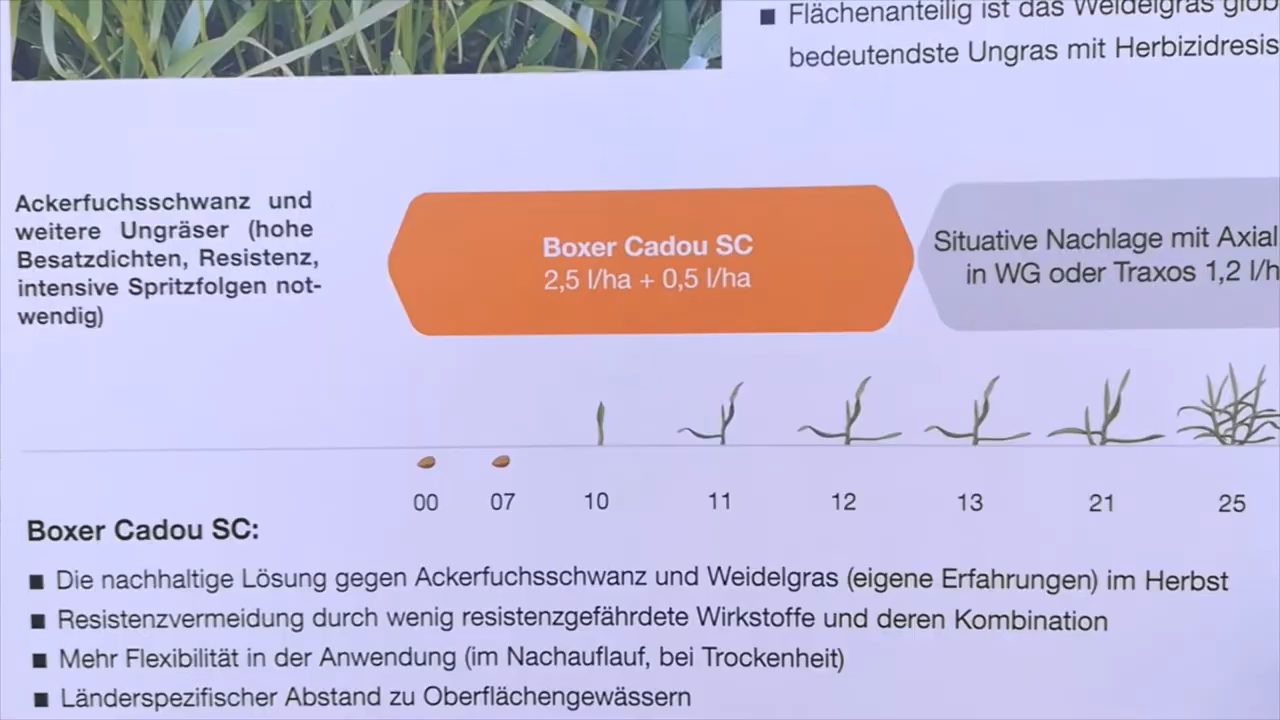 ■ Flächenanteilig ist das Weidelgras
bedeutendste Ungras mit
Ackerfuchsschwanz und
weitere Ungräser (hohe
Besatzdichten, Resistenz,
intensive Spritzfolgen not-
wendig)
Boxer Cadou SC
2,5 l/ha + 0,5 l/ha
Situative Nachlage mit Axial
in WG oder Traxos 1,2
00 07 10 11 12 13 21 25
Boxer Cadou SC:
■ Die nachhaltige Lösung gegen Ackerfuchsschwanz und Weidelgras (eigene Erfahrungen) im Herbst
■ Resistenzvermeidung durch wenig resistenzgefährdete Wirkstoffe und deren Kombination
■ Mehr Flexibilität in der Anwendung (im Nachauflauf, bei Trockenheit)
■ Länderspezifischer Abstand zu Oberflächengewässern